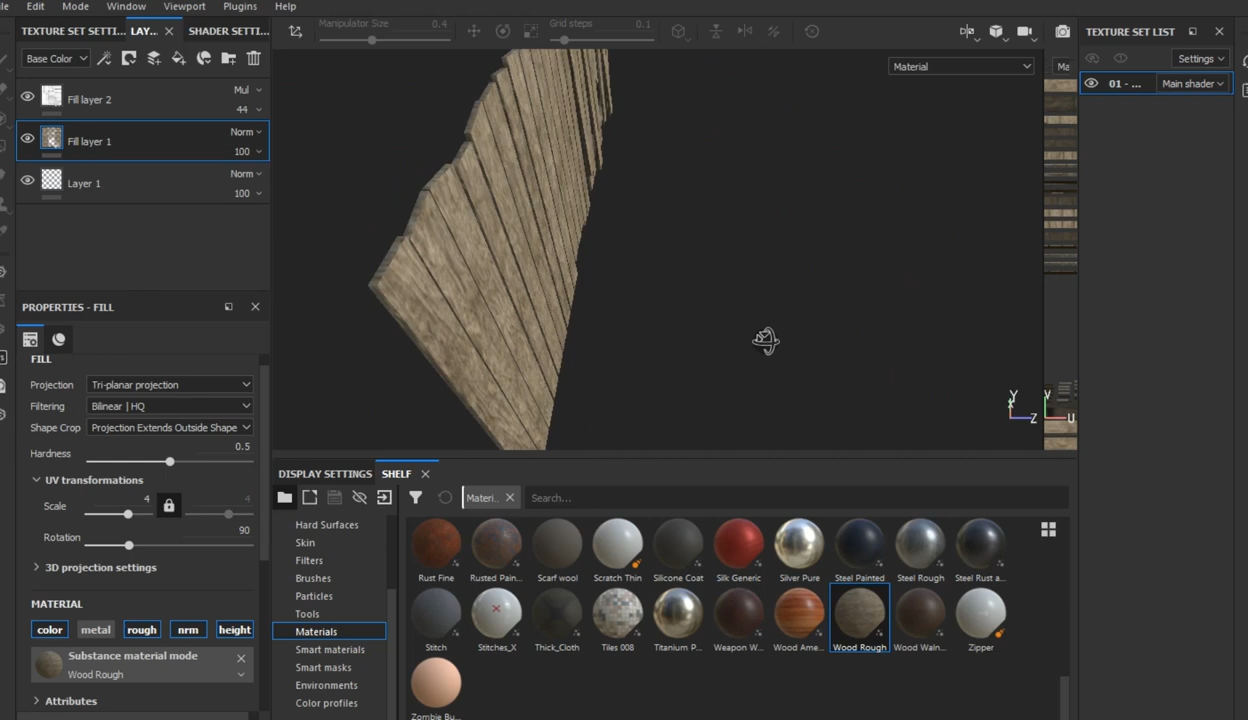 ile Edit Mode Window Viewport Plugins Help
TEXTURE SET SETTI... LAY... SHADER SETTI...
Manipulator Size 0.4 Grid steps 0.1
TEXTURE SET LIST
Base Color
Material
Ma
Settings
01 - ... Main shader
Fill layer 2 Mul 44
Fill layer 1 Norm 100
Layer 1 Norm 100
PROPERTIES - FILL
FILL
Projection Tri-planar projection
Filtering Bilinear | HQ
Shape Crop Projection Extends Outside Shape
Hardness 0.5
UV transformations
Scale 4 4
Rotation 90
3D projection settings
MATERIAL
color metal rough nrm height
Substance material mode
Wood Rough
Attributes
Y Z V U
DISPLAY SETTINGS SHELF
Materi.. Search...
Hard Surfaces
Skin
Filters
Brushes
Particles
Tools
Materials
Smart materials
Smart masks
Environments
Color profiles
Rust Fine Rusted Pain... Scarf wool Scratch Thin Silicone Coat Silk Generic Silver Pure Steel Painted Steel Rough Steel Rust a...
Stitch Stitches_X Thick_Cloth Tiles 008 Titanium P... Weapon W... Wood Ame... Wood Rough Wood Waln... Zipper
Zombie Bu...